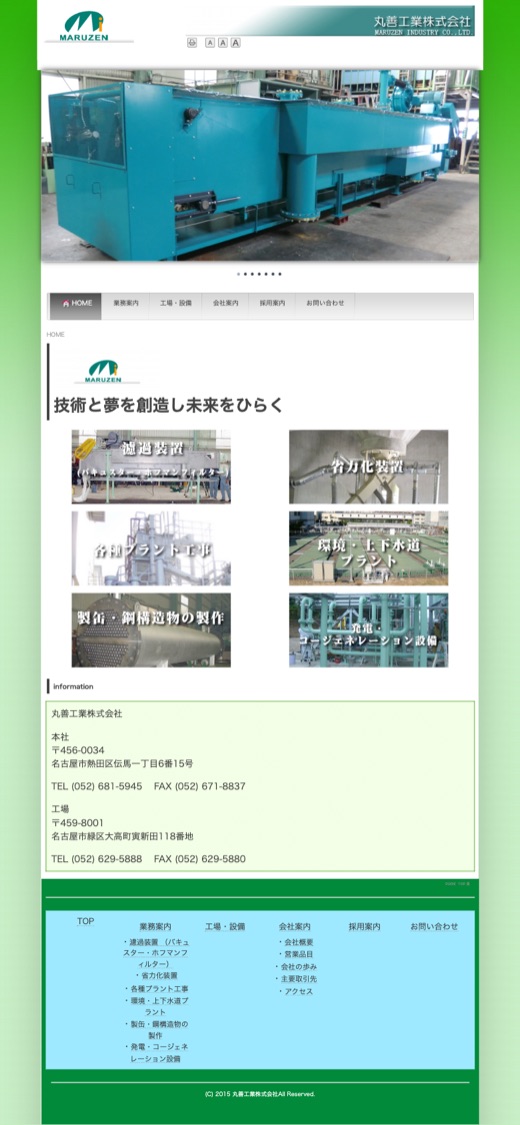 MARUZEN
丸善工業株式会社
MARUZEN INDUSTRY CO.,LTD
A A A
HOME 業務案内 工場・設備 会社案内 採用案内 お問い合わせ
HOME
MARUZEN
技術と夢を創造し未来をひらく
濾過装置
(バキュスター・ホフマンフィルター)
省力化装置
各種プラント工事
環境・上下水道
プラント
製缶・鋼構造物の製作
発電・
コージェネレーション設備
information
丸善工業株式会社
本社
〒456-0034
名古屋市熱田区伝馬一丁目6番15号
TEL (052) 681-5945 FAX (052) 671-8837
工場
〒459-8001
名古屋市緑区大高町寅新田118番地
TEL (052) 629-5888 FAX (052) 629-5880
TOP
業務案内
・濾過装置 （バキュ
スター・ホフマンフ
ィルター）
・省力化装置
・各種プラント工事
・環境・上下水道プ
ラント
・製缶・鋼構造物の
製作
・発電・コージェネ
レーション設備
工場・設備
会社案内
・会社概要
・営業品目
・会社の歩み
・主要取引先
・アクセス
採用案内
お問い合わせ
(C) 2015 丸善工業株式会社All Reserved.